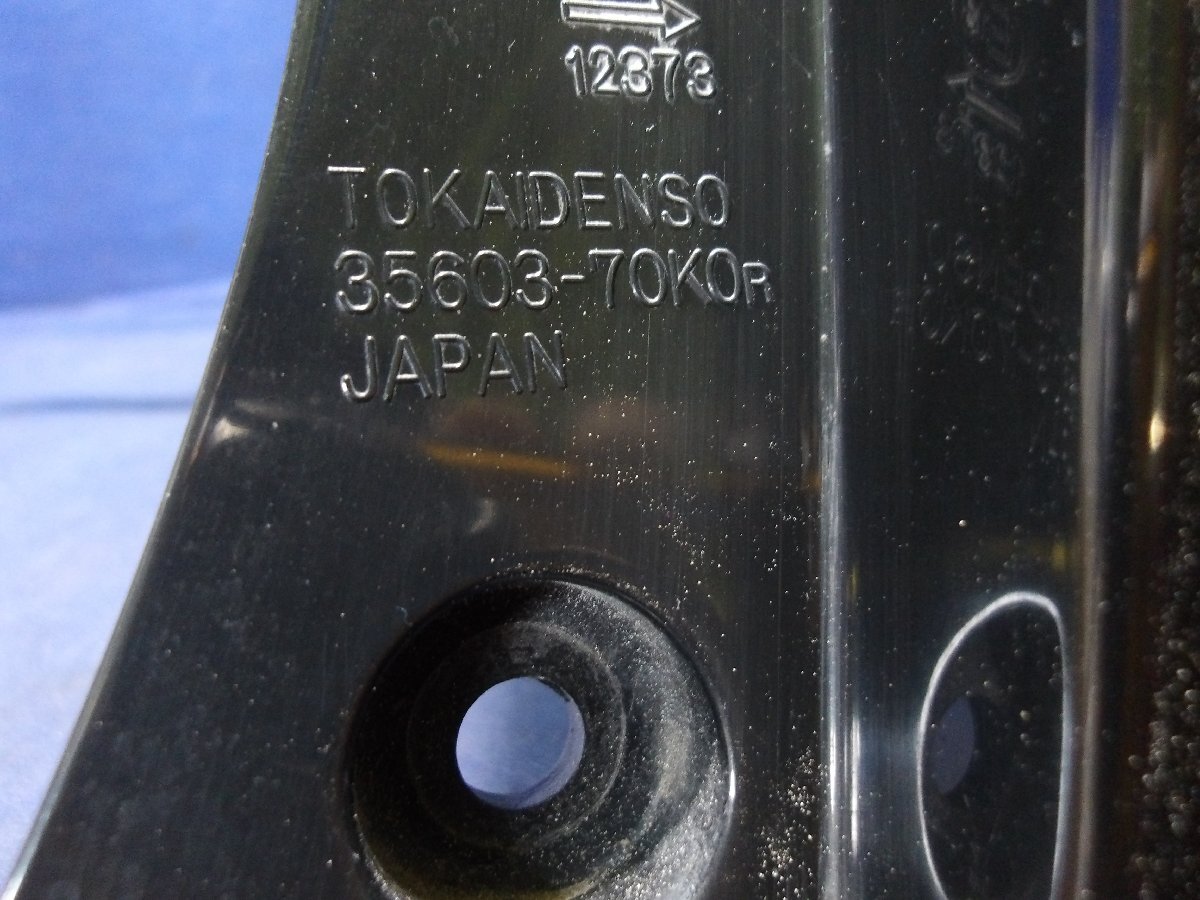 12373
TOKAIDENSO
35603-70K0R
JAPAN